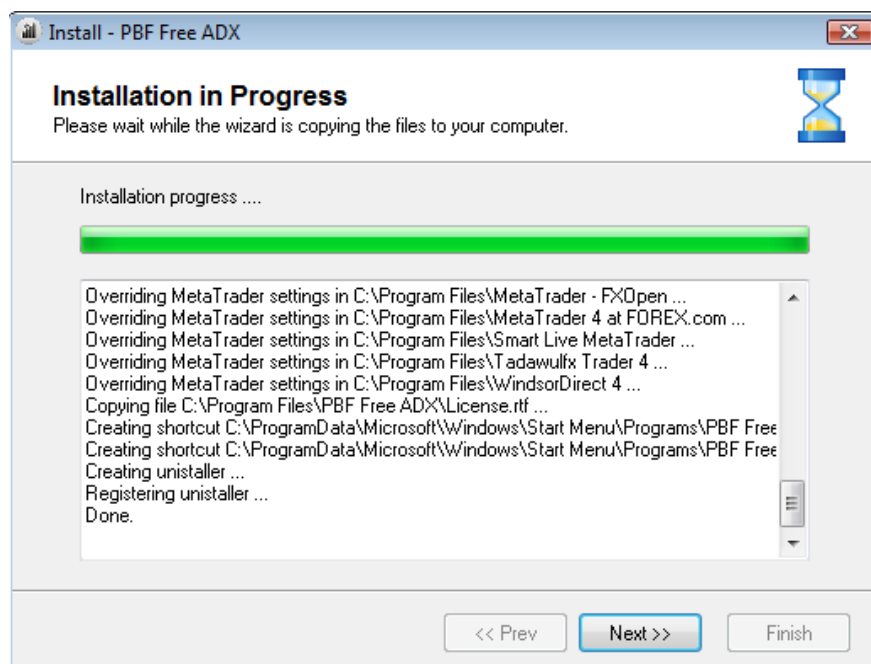 Install - PBF Free ADX
Installation in Progress
Please wait while the wizard is copying the files to your computer.
Installation progress ....
Overriding MetaTrader settings in C:\Program Files\MetaTrader - FXOpen ...
Overriding MetaTrader settings in C:\Program Files\MetaTrader 4 at FOREX.com ...
Overriding MetaTrader settings in C:\Program Files\Smart Live MetaTrader ...
Overriding MetaTrader settings in C:\Program Files\Tadawulfx Trader 4 ...
Overriding MetaTrader settings in C:\Program Files\WindsorDirect 4 ...
Copying file C:\Program Files\PBF Free ADX\License.rtf ...
Creating shortcut C:\ProgramData\Microsoft\Windows\Start Menu\Programs\PBF Free
Creating shortcut C:\ProgramData\Microsoft\Windows\Start Menu\Programs\PBF Free
Creating unistaller ...
Registering unistaller ...
Done.
<< Prev
Next >>
Finish